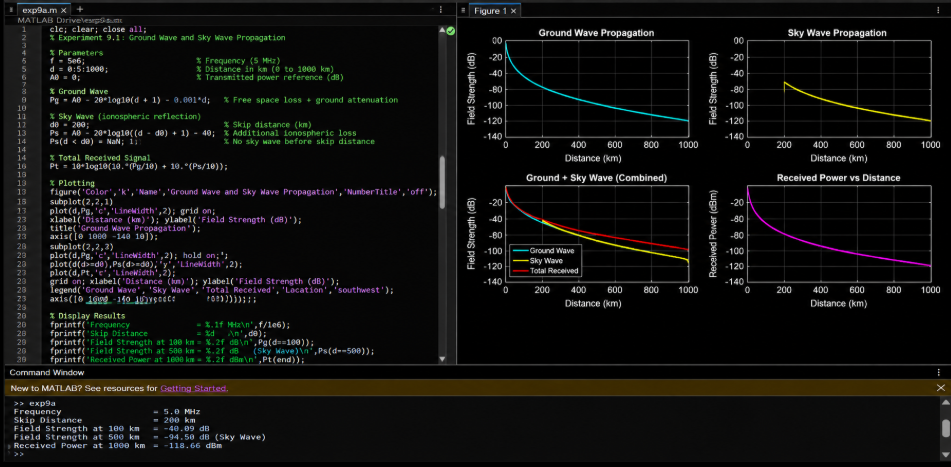 exp9a.m × +
MATLAB Drive\exp9a.m
1 clc; clear; close all;
2 % Experiment 9.1: Ground Wave and Sky Wave Propagation
% Parameters
f = 5e6; % Frequency (5 MHz)
d = 0:5:1000; % Distance in km (0 to 1000 km)
A0 = 0; % Transmitted power reference (dB)
% Ground Wave
Pg = A0 - 20*log10(d + 1) - 0.001*d; % Free space loss + ground attenuation
% Sky Wave (ionospheric reflection)
d0 = 200; % Skip distance (km)
Ps = A0 - 20*log10((d - d0) + 1) - 40; % Additional ionospheric loss
Ps(d < d0) = NaN; % No sky wave before skip distance
% Total Received Signal
Pt = 10*log10(10.^(Pg/10) + 10.^(Ps/10));
% Plotting
figure('Color','k','Name','Ground Wave and Sky Wave Propagation','NumberTitle','off');
subplot(2,2,1)
plot(d,Pg,'c','LineWidth',2); grid on;
xlabel('Distance (km)'); ylabel('Field Strength (dB)');
title('Ground Wave Propagation');
axis([0 1000 -140 10]);
subplot(2,2,2)
plot(d,Pg,'c','LineWidth',2); hold on;
plot(d(d>=d0),Ps(d>=d0),'y','LineWidth',2);
plot(d,Pt,'r','LineWidth',2);
grid on; xlabel('Distance (km)'); ylabel('Field Strength (dB)');
legend('Ground Wave','Sky Wave','Total Received','Location','southwest');
axis([0
% Display Results
fprintf('Frequency = %.1f MHz\n',f/1e6);
fprintf('Skip Distance = %d \n',d0);
fprintf('Field Strength at 100 km = %.2f dB\n',Pg(d==100));
fprintf('Field Strength at 500 km = %.2f dB (Sky Wave)\n',Ps(d==500));
fprintf('Received Power at 1000 km = %.2f dBm\n',Pt(end));
Figure 1 ×
Ground Wave Propagation
Field Strength (dB)
00
-20
-40
-80
-100
-120
-140
0 200 400 600 800 1000
Distance (km)
Sky Wave Propagation
Field Strength (dB)
00
-20
-40
-80
-100
-120
-140
0 200 400 600 800 1000
Distance (km)
Ground + Sky Wave (Combined)
Field Strength (dB)
-20
-40
-80
-100
-120
-140
Ground Wave
Sky Wave
Total Received
0 200 400 600 800 1000
Distance (km)
Received Power vs Distance
Received Power (dBm)
-20
-40
-80
-100
-120
-140
0 200 400 600 800 1000
Distance (km)
Command Window
New to MATLAB? See resources for Getting Started.
>> exp9a
Frequency = 5.0 MHz
Skip Distance = 200 km
Field Strength at 100 km = -40.09 dB
Field Strength at 500 km = -94.50 dB (Sky Wave)
Received Power at 1000 km = -118.66 dBm
>>